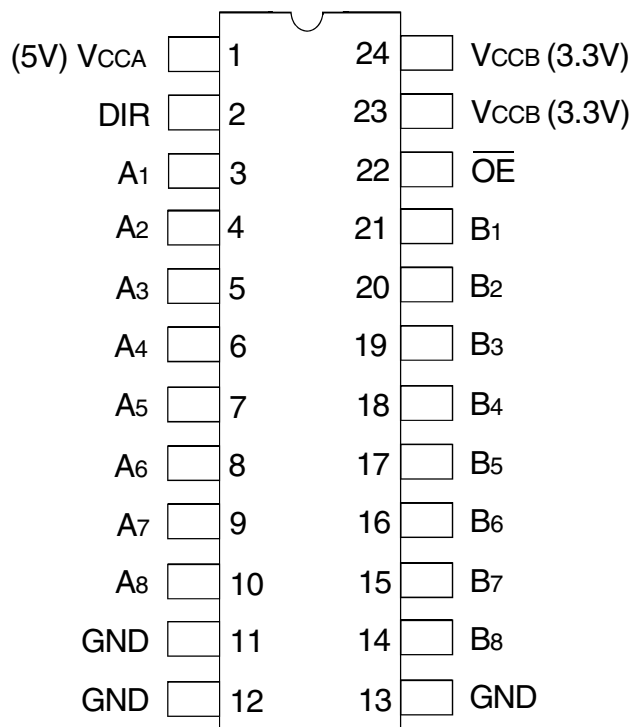 (5V) VCCA 1 24 VCCB (3.3V)
DIR 2 23 VCCB (3.3V)
A1 3 22 OE
A2 4 21 B1
A3 5 20 B2
A4 6 19 B3
A5 7 18 B4
A6 8 17 B5
A7 9 16 B6
A8 10 15 B7
GND 11 14 B8
GND 12 13 GND